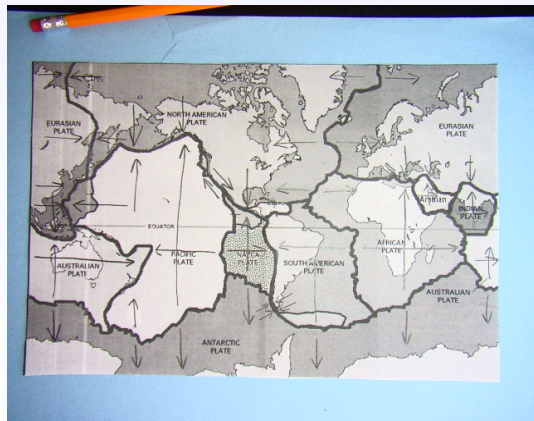 EURASIAN
PLATE
NORTH AMERICAN
PLATE
EURASIAN
PLATE
Arabian
INDIAN
PLATE
EQUATOR
AUSTRALIAN
PLATE
PACIFIC
PLATE
NAZCA
PLATE
SOUTH AMERICAN
PLATE
AFRICAN
PLATE
AUSTRALIAN
PLATE
ANTARCTIC
PLATE